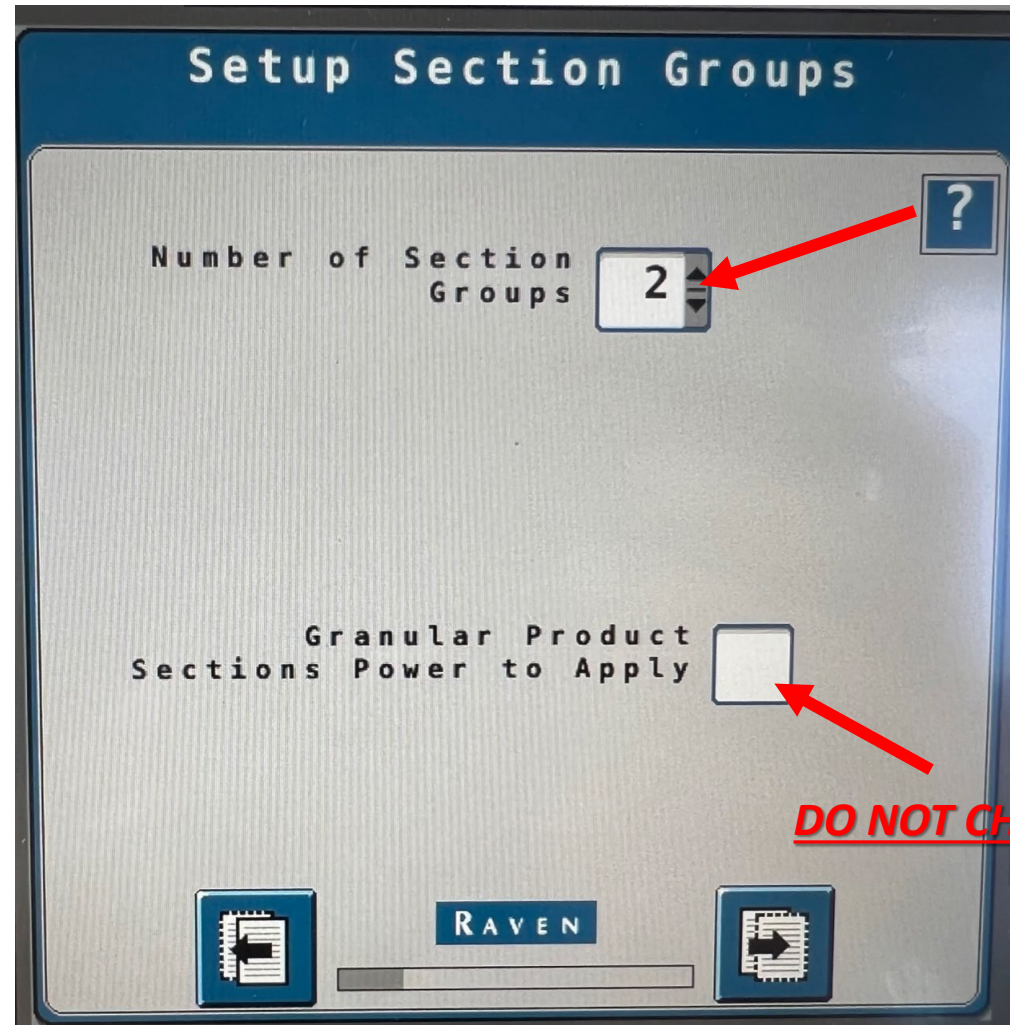 Setup Section Groups
?
Number of Section
Groups
2
Granular Product
Sections Power to Apply
DO NOT CH
RAVEN